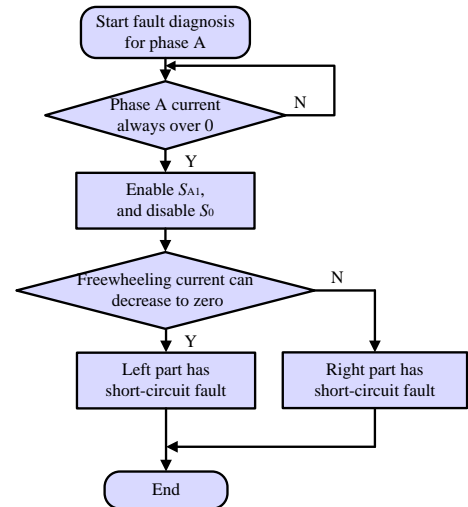 Start fault diagnosis
for phase A
Phase A current
always over 0
N
Y
Enable SA1,
and disable S0
Freewheeling current can
decrease to zero
N
Y
Left part has
short-circuit fault
Right part has
short-circuit fault
End